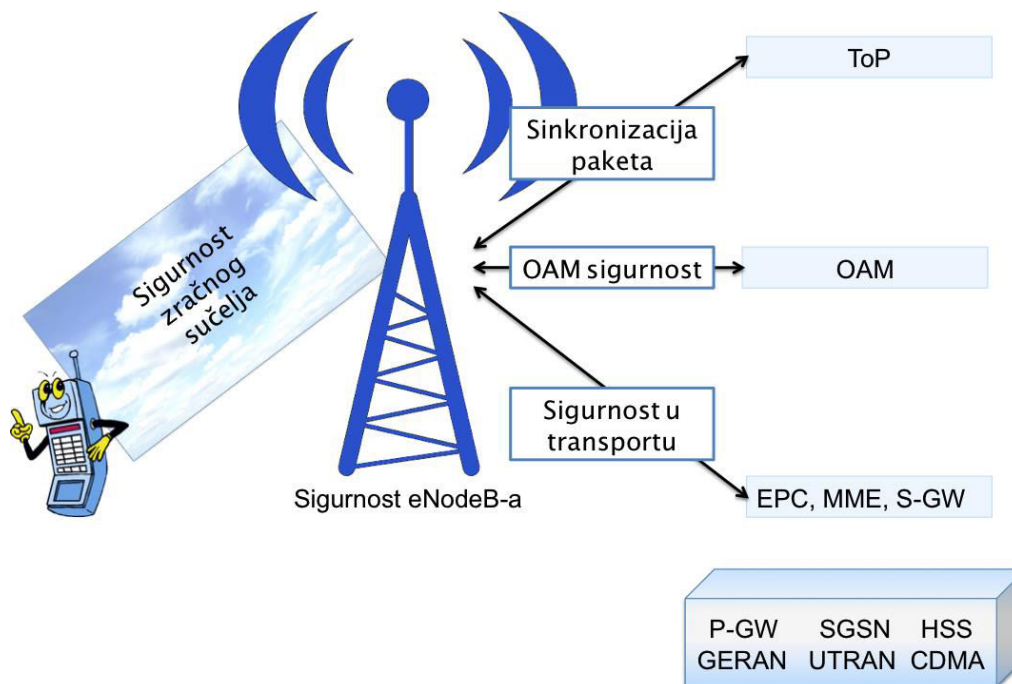 ToP
Sinkronizacija
paketa
Sigurnost
zračnog
sučelja
OAM sigurnost
OAM
Sigurnost u
transportu
Sigurnost eNodeB-a
EPC, MME, S-GW
P-GW SGSN HSS
GERAN UTRAN CDMA